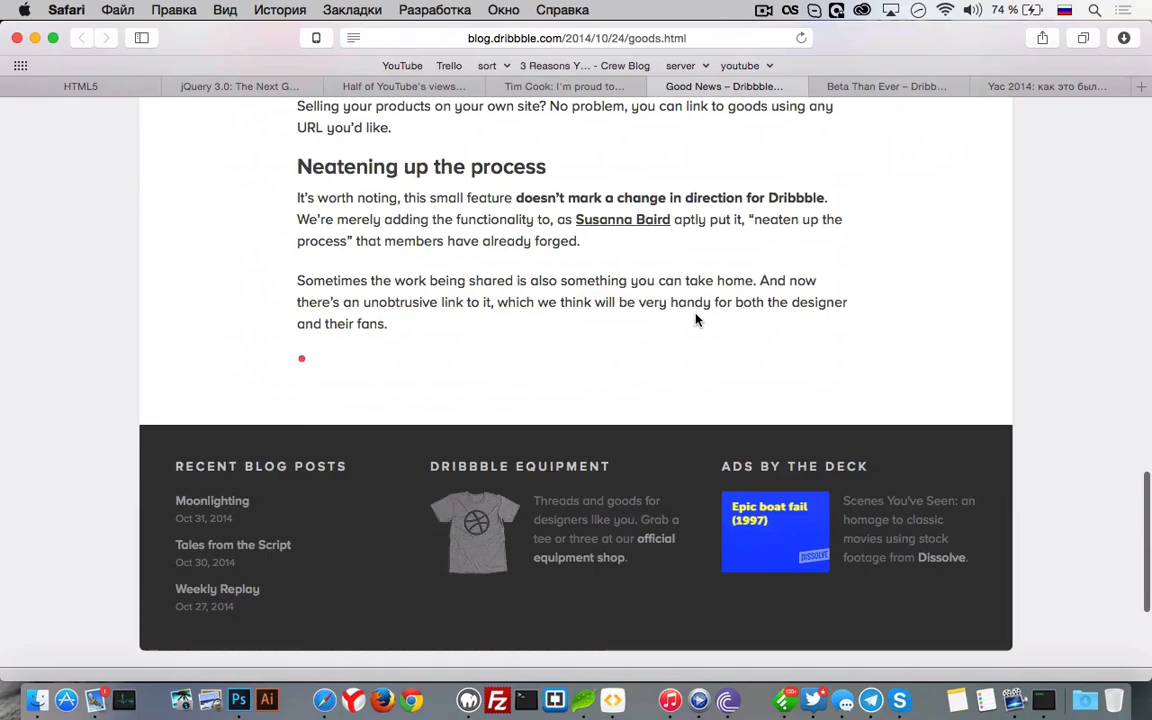 Safari Файл Правка Вид История Закладки Разработка Окно Справка 74 %
blog.dribbble.com/2014/10/24/goods.html
YouTube Trello sort 3 Reasons Y… - Crew Blog server youtube
HTML5 jQuery 3.0: The Next G… Half of YouTube's views… Tim Cook: I'm proud to… Good News – Dribbble… Beta Than Ever – Dribb… Yac 2014: как это был…
Selling your products on your own site? No problem, you can link to goods using any
URL you'd like.
Neatening up the process
It's worth noting, this small feature doesn't mark a change in direction for Dribbble.
We're merely adding the functionality to, as Susanna Baird aptly put it, “neaten up the
process” that members have already forged.
Sometimes the work being shared is also something you can take home. And now
there's an unobtrusive link to it, which we think will be very handy for both the designer
and their fans.
RECENT BLOG POSTS
Moonlighting
Oct 31, 2014
Tales from the Script
Oct 30, 2014
Weekly Replay
Oct 27, 2014
DRIBBBLE EQUIPMENT
Threads and goods for
designers like you. Grab a
tee or three at our official
equipment shop.
ADS BY THE DECK
Epic boat fail
(1997)
DISSOLVE
Scenes You've Seen: an
homage to classic
movies using stock
footage from Dissolve.
Ps Ai